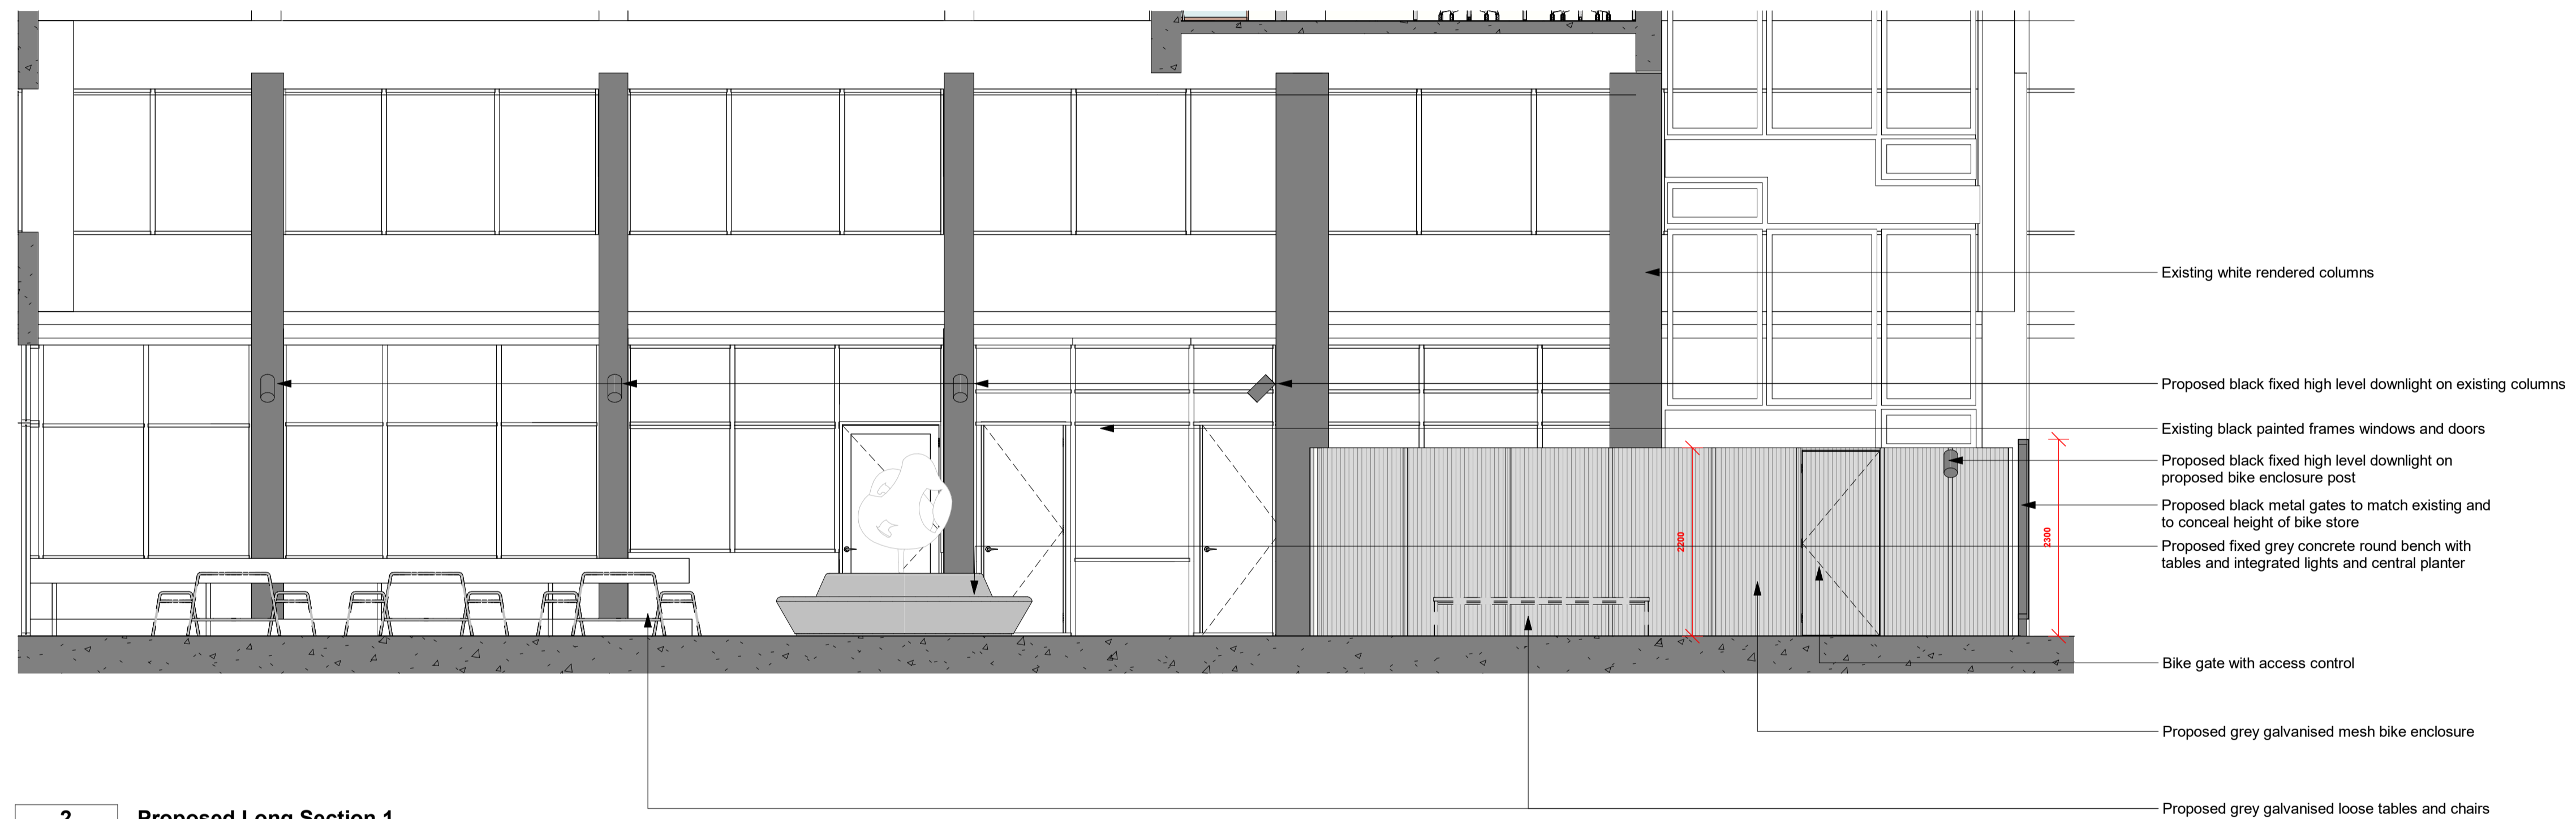 Existing white rendered columns
Proposed black fixed high level downlight on existing columns
Existing black painted frames windows and doors
Proposed black fixed high level downlight on
proposed bike enclosure post
Proposed black metal gates to match existing and
to conceal height of bike store
Proposed fixed grey concrete round bench with
tables and integrated lights and central planter
2200
2300
Bike gate with access control
Proposed grey galvanised mesh bike enclosure
Proposed grey galvanised loose tables and chairs
2
Proposed Long Section 1